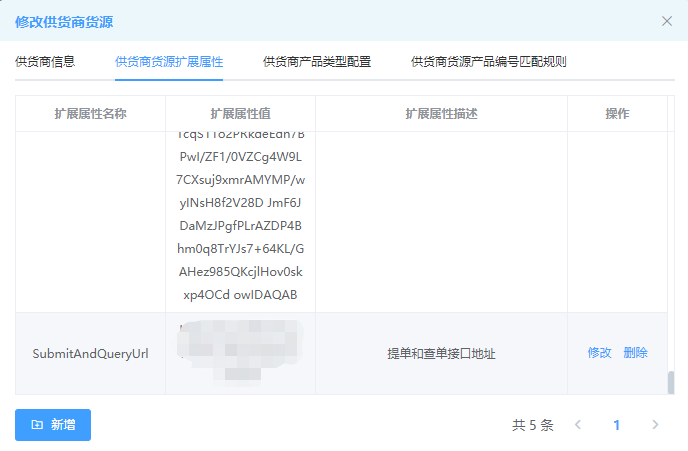 修改供货商货源
供货商信息 供货商货源扩展属性 供货商产品类型配置 供货商货源产品编号匹配规则
扩展属性名称 扩展属性值 扩展属性描述 操作
PwI/ZF1/0VZCg4W9L
7CXsuj9xmrAMYMP/w
yINsH8f2V28D JmF6J
DaMzJPgfPLrAZDP4B
hm0q8TrYJs7+64KL/G
AHez985QKcjlHov0sk
xp4OCd owIDAQAB
SubmitAndQueryUrl 提单和查单接口地址 修改 删除
新增 共 5 条 1